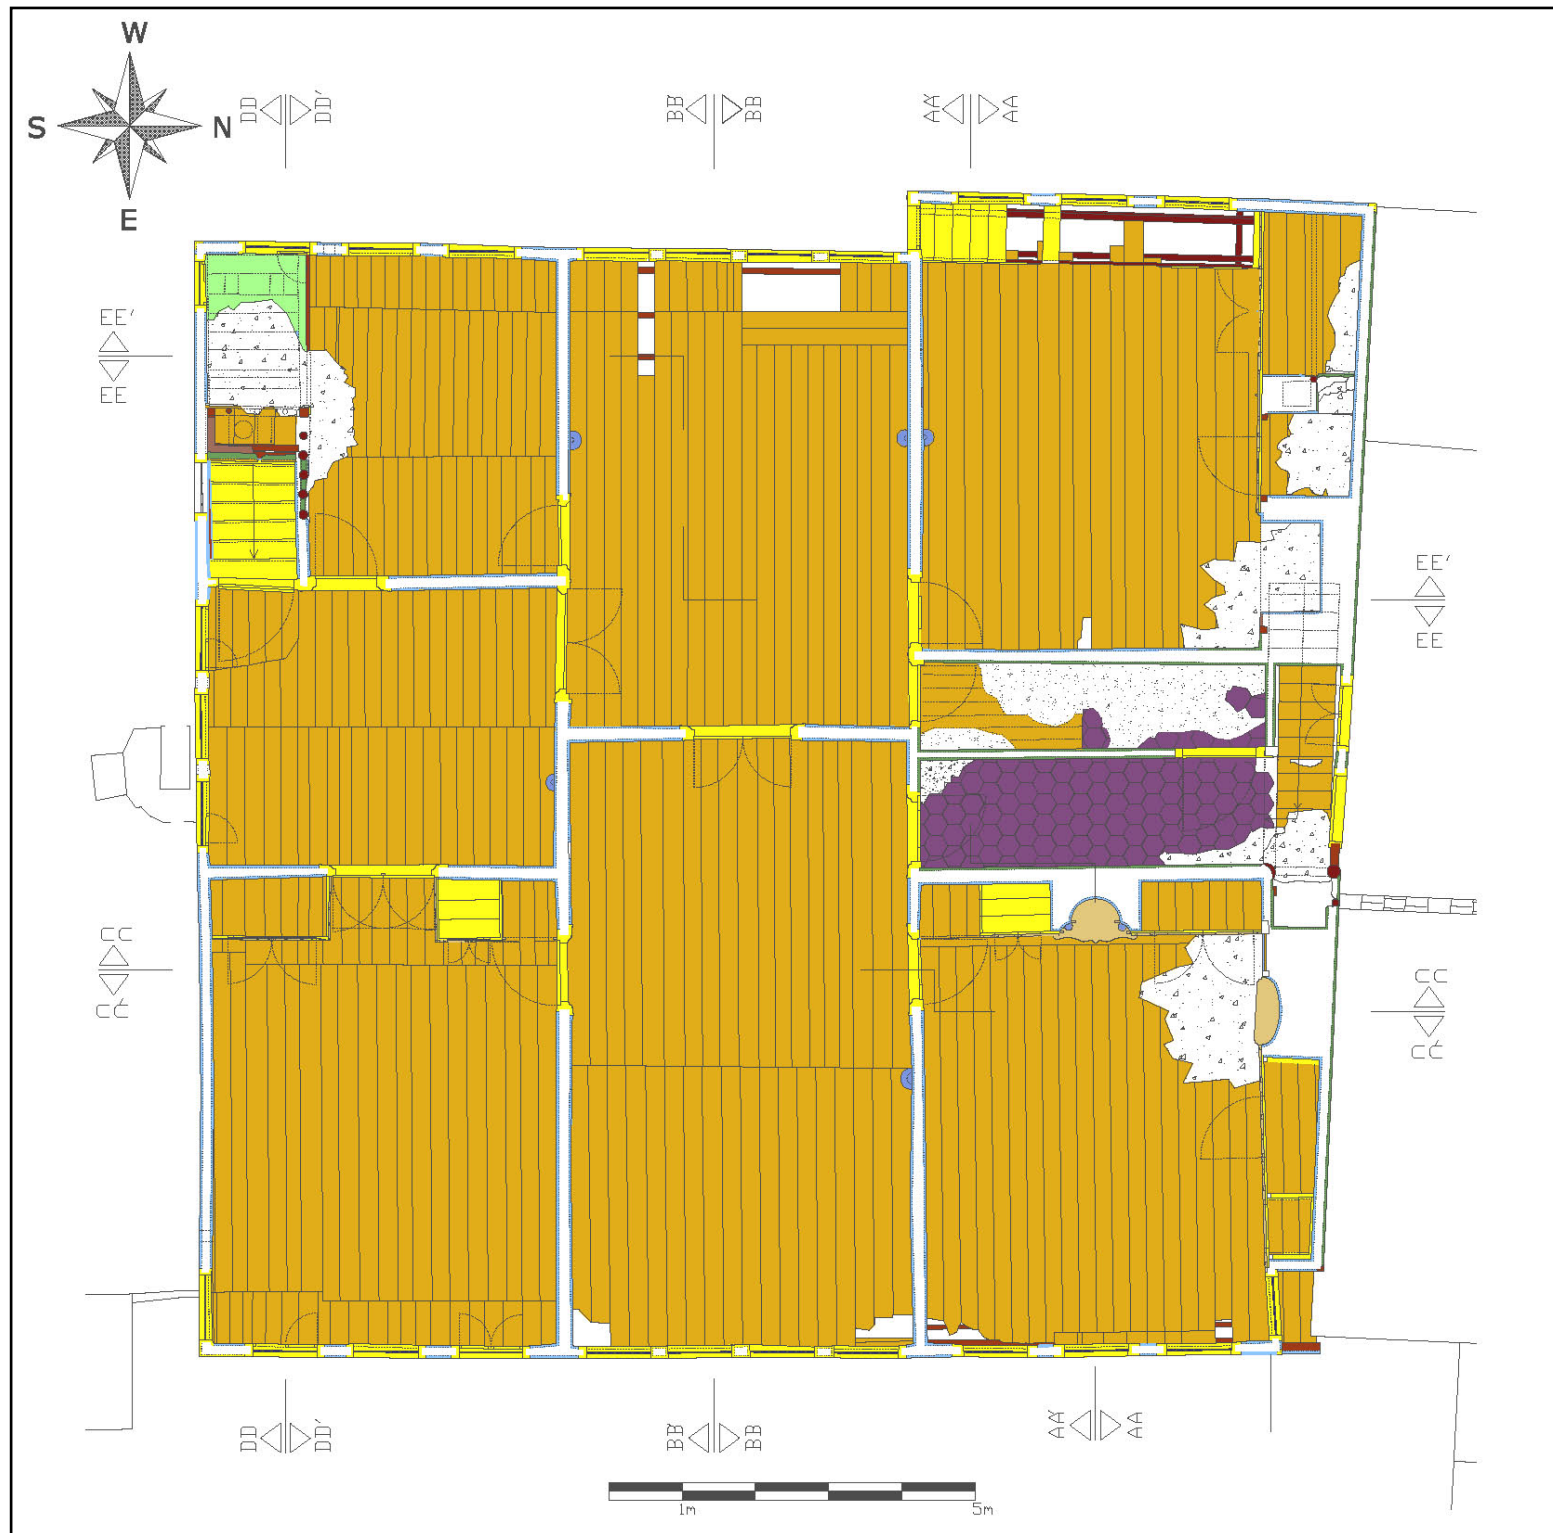 W
S N
E
DD DD'
BB' BB
AA' AA
EE'
EE
EE'
EE
CC
CC'
CC
CC'
DD DD'
BB' BB
AA' AA
1m 5m